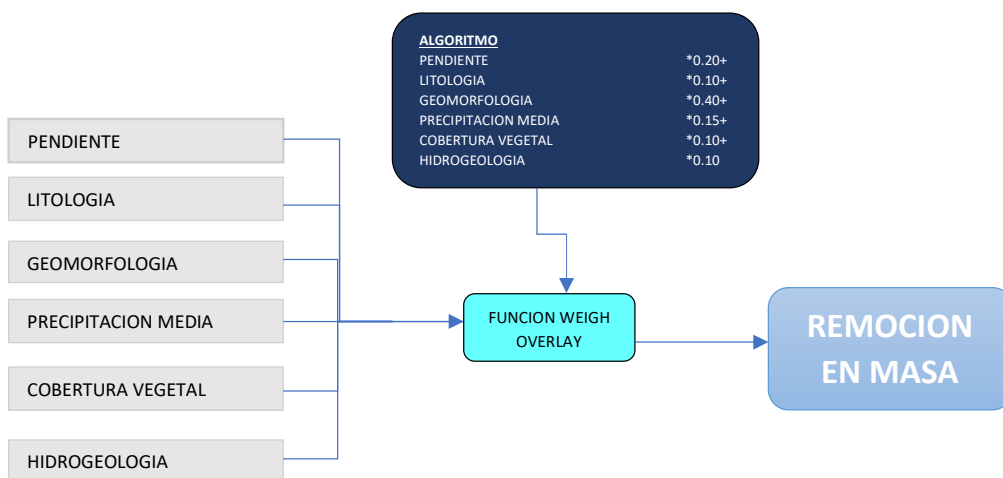 ALGORITMO
PENDIENTE *0.20+
LITOLOGIA *0.10+
GEOMORFOLOGIA *0.40+
PRECIPITACION MEDIA *0.15+
COBERTURA VEGETAL *0.10+
HIDROGEOLOGIA *0.10
PENDIENTE
LITOLOGIA
GEOMORFOLOGIA
PRECIPITACION MEDIA
COBERTURA VEGETAL
HIDROGEOLOGIA
FUNCION WEIGH
OVERLAY
REMOCION
EN MASA